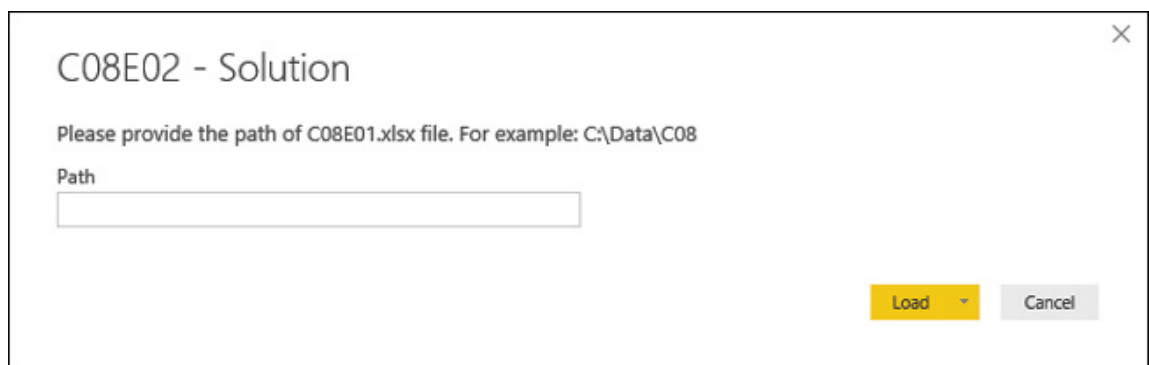 C08E02 - Solution
Please provide the path of C08E01.xlsx file. For example: C:\Data\C08
Path
Load
Cancel